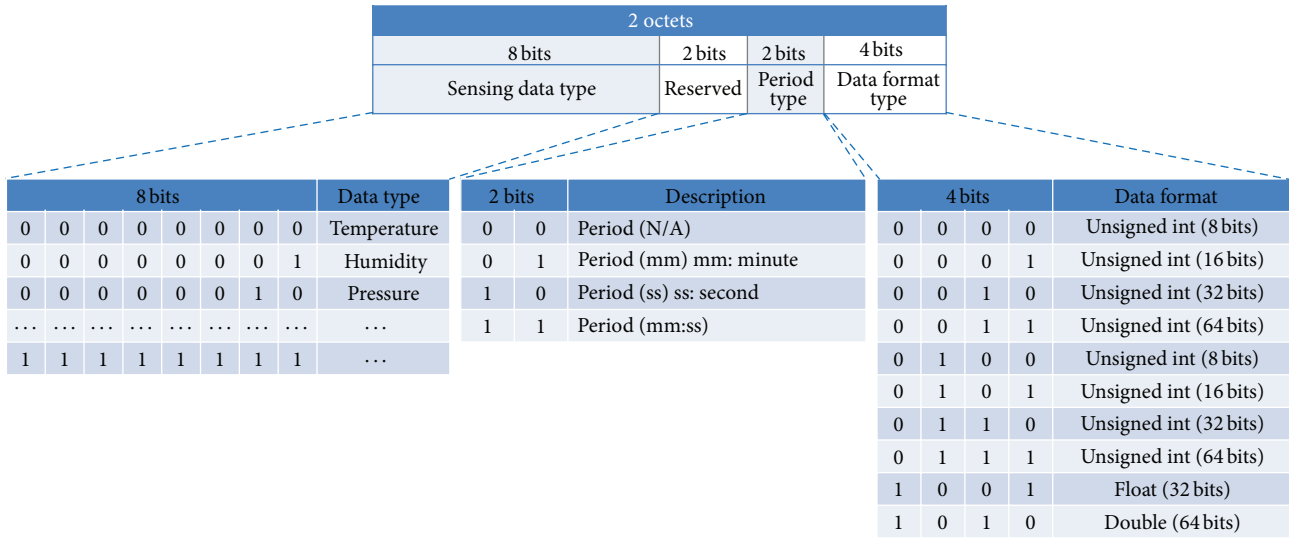 2 octets
8 bits 2 bits 2 bits 4 bits
Sensing data type Reserved Period type Data format type
8 bits Data type
0 0 0 0 0 0 0 0 Temperature
0 0 0 0 0 0 0 1 Humidity
0 0 0 0 0 0 1 0 Pressure
... ... ... ... ... ... ... ... ...
1 1 1 1 1 1 1 1 ...
2 bits Description
0 0 Period (N/A)
0 1 Period (mm) mm: minute
1 0 Period (ss) ss: second
1 1 Period (mm:ss)
4 bits Data format
0 0 0 0 Unsigned int (8 bits)
0 0 0 1 Unsigned int (16 bits)
0 0 1 0 Unsigned int (32 bits)
0 0 1 1 Unsigned int (64 bits)
0 1 0 0 Unsigned int (8 bits)
0 1 0 1 Unsigned int (16 bits)
0 1 1 0 Unsigned int (32 bits)
0 1 1 1 Unsigned int (64 bits)
1 0 0 1 Float (32 bits)
1 0 1 0 Double (64 bits)